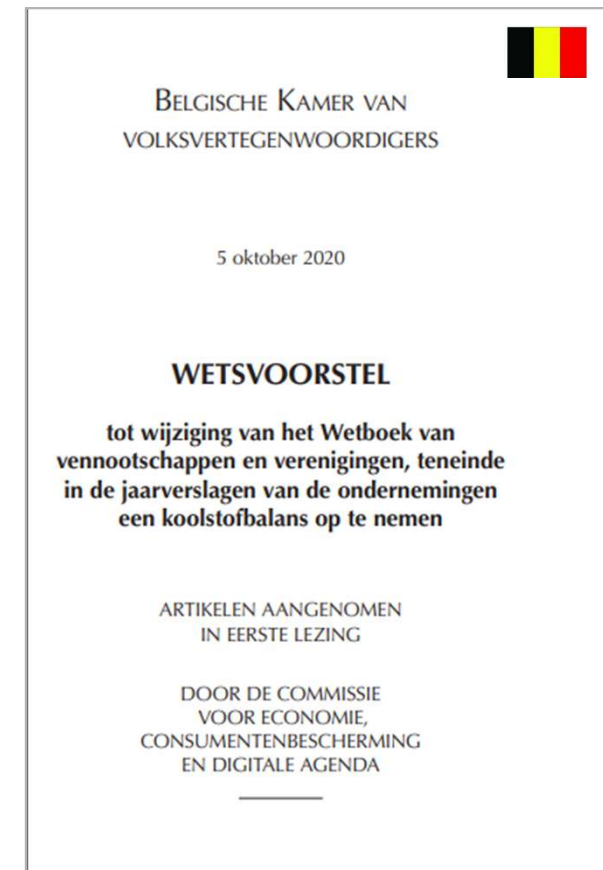 BELGISCHE KAMER VAN
VOLKSVERTEGENWOORDIGERS
5 oktober 2020
WETSVOORSTEL
tot wijziging van het Wetboek van
vennootschappen en verenigingen, teneinde
in de jaarverslagen van de ondernemingen
een koolstofbalans op te nemen
ARTIKELEN AANGENOMEN
IN EERSTE LEZING
DOOR DE COMMISSIE
VOOR ECONOMIE,
CONSUMENTENBESCHERMING
EN DIGITALE AGENDA